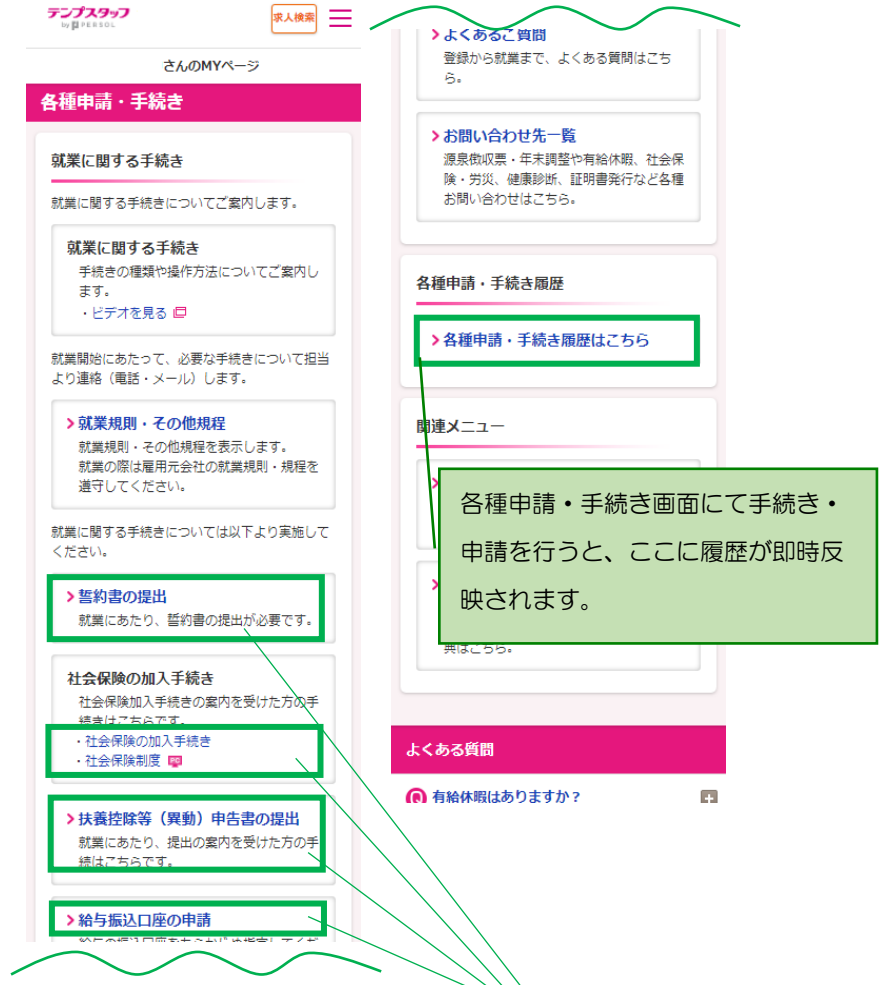 テンプスタッフ
by PERSOL
求人検索
さんのMYページ
各種申請・手続き
就業に関する手続き
就業に関する手続きについてご案内します。
就業に関する手続き
手続きの種類や操作方法についてご案内し
ます。
・ビデオを見る
就業開始にあたって、必要な手続きについて担当
より連絡（電話・メール）します。
就業規則・その他規程
就業規則・その他規程を表示します。
就業の際は雇用元会社の就業規則・規程を
遵守してください。
就業に関する手続きについては以下より実施して
ください。
誓約書の提出
就業にあたり、誓約書の提出が必要です。
社会保険の加入手続き
社会保険加入手続きの案内を受けた方の手
続きはこちらです。
・社会保険の加入手続き
・社会保険制度
扶養控除等（異動）申告書の提出
就業にあたり、提出の案内を受けた方の手
続はこちらです。
給与振込口座の申請
よくあるご質問
登録から就業まで、よくある質問はこち
ら。
お問い合わせ先一覧
源泉徴収票・年末調整や有給休暇、社会保
険・労災、健康診断、証明書発行など各種
お問い合わせはこちら。
各種申請・手続き履歴
各種申請・手続き履歴はこちら
関連メニュー
各種申請・手続き画面にて手続き・
申請を行うと、ここに履歴が即時反
映されます。
典はこちら。
よくある質問
Q 有給休暇はありますか？